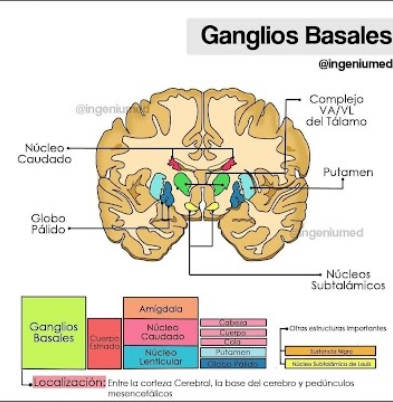 Ganglios Basales
@ingeniumed
@ingeniumed
Complejo
VA/VL
del Tálamo
Núcleo
Caudado
Putamen
Globo
Pálido
ngeniumed
Núcleos
Subtalámicos
Ganglios
Basales
Cuerpo
Estriado
Amígdala
Núcleo
Caudado
Núcleo
Lenticular
Cabeza
Cuerpo
Cola
Putamen
Globo Pálido
Otras estructuras importantes
Sustancia Nigra
Núcleo Subtalámico de Louis
Localización: Entre la corteza Cerebral, la base del cerebro y pedúnculos
mesencefálicos